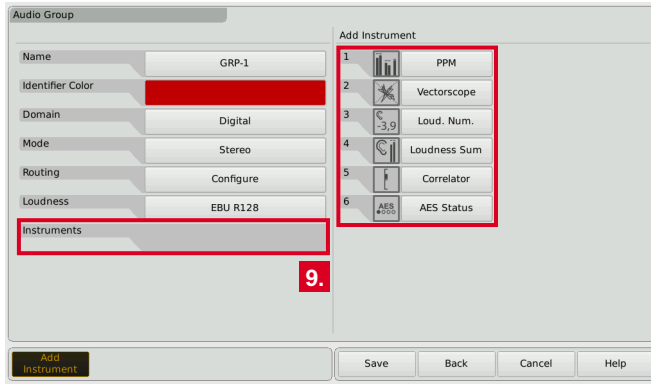 Audio Group
Name
GRP-1
Identifier Color
Domain
Digital
Mode
Stereo
Routing
Configure
Loudness
EBU R128
Instruments
9.
Add Instrument
1
PPM
2
Vectorscope
3
-3,9
Loud. Num.
4
Loudness Sum
5
Correlator
6
AES
AES Status
Add
Instrument
Save
Back
Cancel
Help